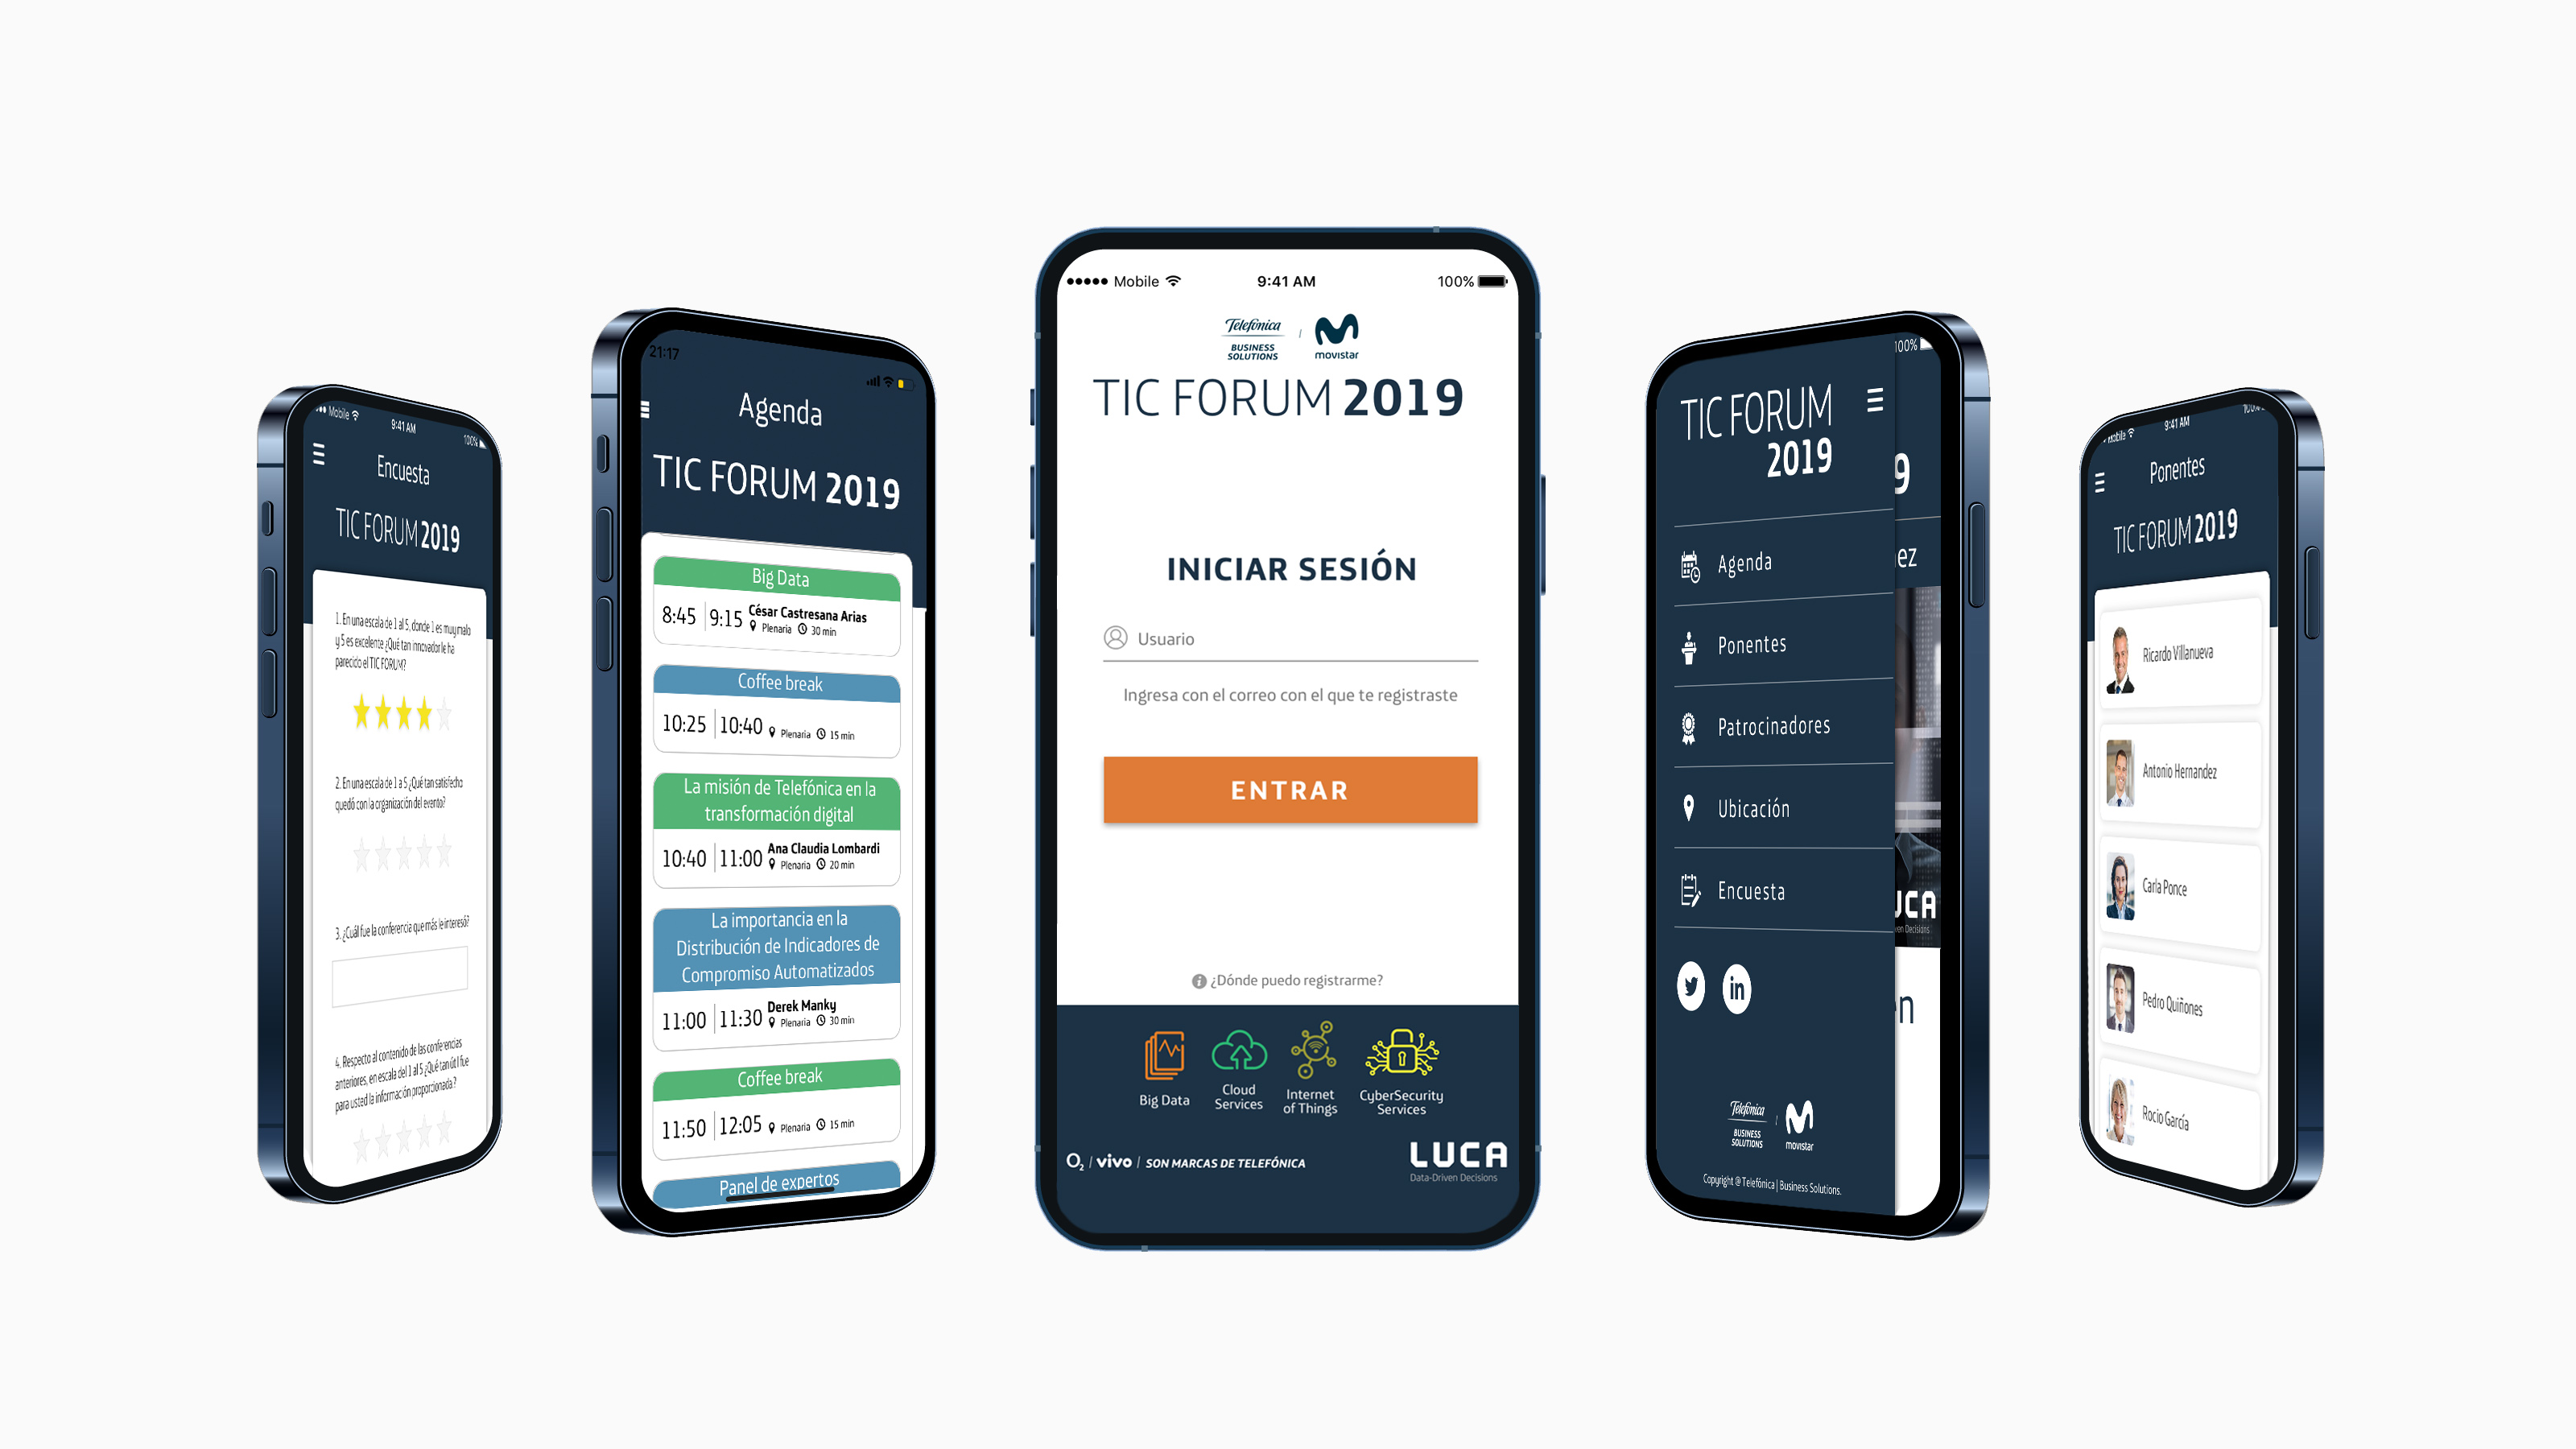 Mobile
9:41 AM
100%
Encuesta
TIC FORUM 2019
1. En una escala de 1 al 5, donde 1 es muy malo
y 5 es excelente ¿Qué tan innovador le ha
parecido el TIC FORUM?
2. En una escala de 1 a 5 ¿Qué tan satisfecho
quedó con la organización del evento?
3. ¿Cuál fue la conferencia que más le interesó?
4. Respecto al contenido de las conferencias
anteriores, en escala del 1 al 5 ¿Qué tan útil fue
para usted la información proporcionada?
21:17
Agenda
TIC FORUM 2019
Big Data
8:45 | 9:15 César Castresana Arias
Plenaria 30 min
Coffee break
10:25 | 10:40 Plenaria 15 min
La misión de Telefónica en la
transformación digital
10:40 | 11:00 Ana Claudia Lombardi
Plenaria 20 min
La importancia en la
Distribución de Indicadores de
Compromiso Automatizados
11:00 | 11:30 Derek Manky
Plenaria 30 min
Coffee break
11:50 | 12:05 Plenaria 15 min
Panel de expertos
Mobile 9:41 AM 100%
Telefónica
BUSINESS
SOLUTIONS
movistar
TIC FORUM 2019
INICIAR SESIÓN
Usuario
Ingresa con el correo con el que te registraste
ENTRAR
¿Dónde puedo registrarme?
Big Data
Cloud
Services
Internet
of Things
CyberSecurity
Services
O2 | vivo | SON MARCAS DE TELEFÓNICA
LUCA
Data-Driven Decisions
TIC FORUM
2019
Agenda
Ponentes
Patrocinadores
Ubicación
Encuesta
in
Telefónica
BUSINESS
SOLUTIONS
movistar
Copyright @ Telefónica | Business Solutions.
100%
9
ez
UCA
en Decisions
n
Mobile
9:41 AM
100%
Ponentes
TIC FORUM 2019
Ricardo Villanueva
Antonio Hernandez
Carla Ponce
Pedro Quiñones
Rocío García